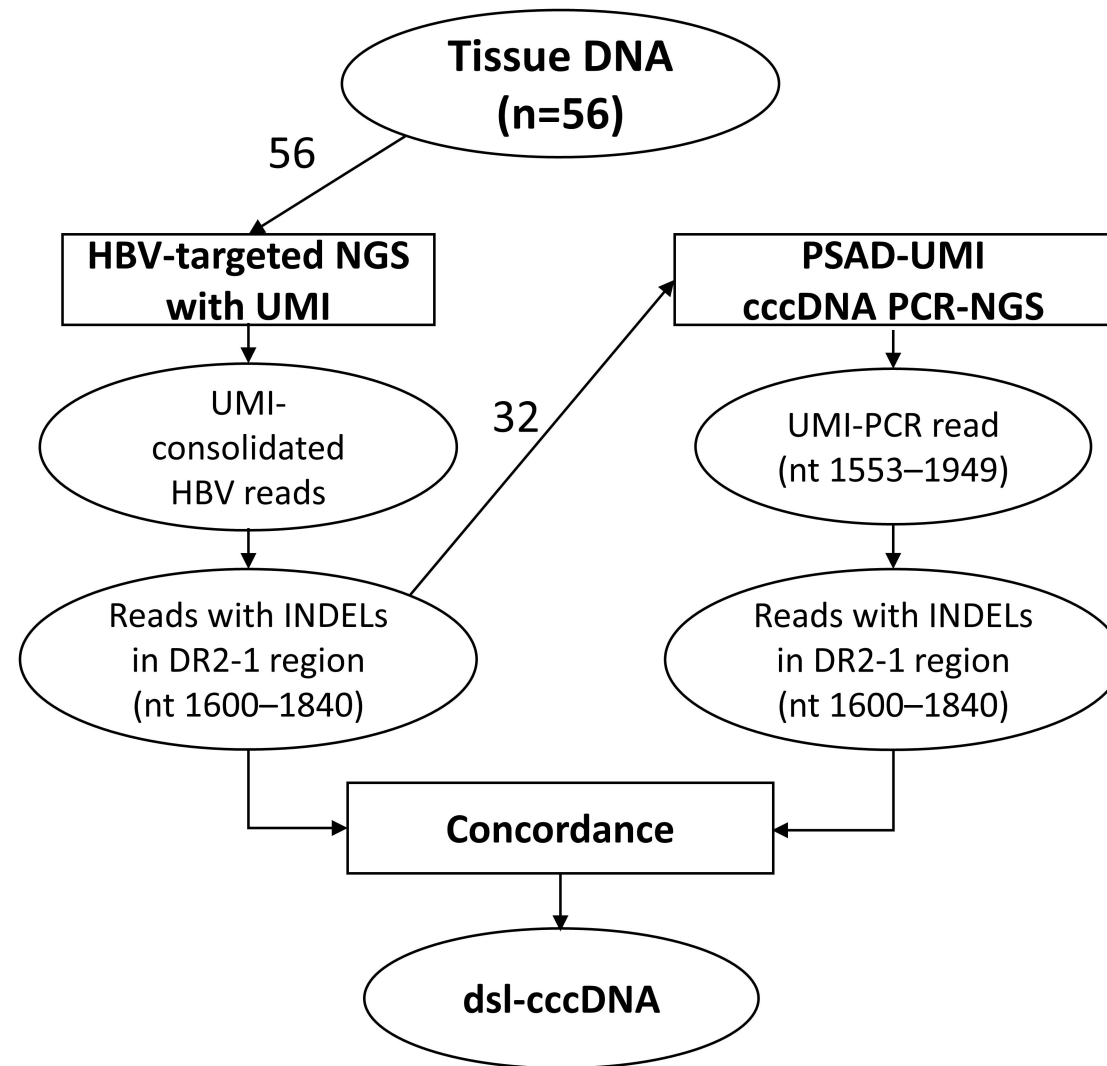 Tissue DNA
(n=56)
56
HBV-targeted NGS
with UMI
PSAD-UMI
cccDNA PCR-NGS
UMI-
consolidated
HBV reads
32
UMI-PCR read
(nt 1553–1949)
Reads with INDELs
in DR2-1 region
(nt 1600–1840)
Reads with INDELs
in DR2-1 region
(nt 1600–1840)
Concordance
dsl-cccDNA